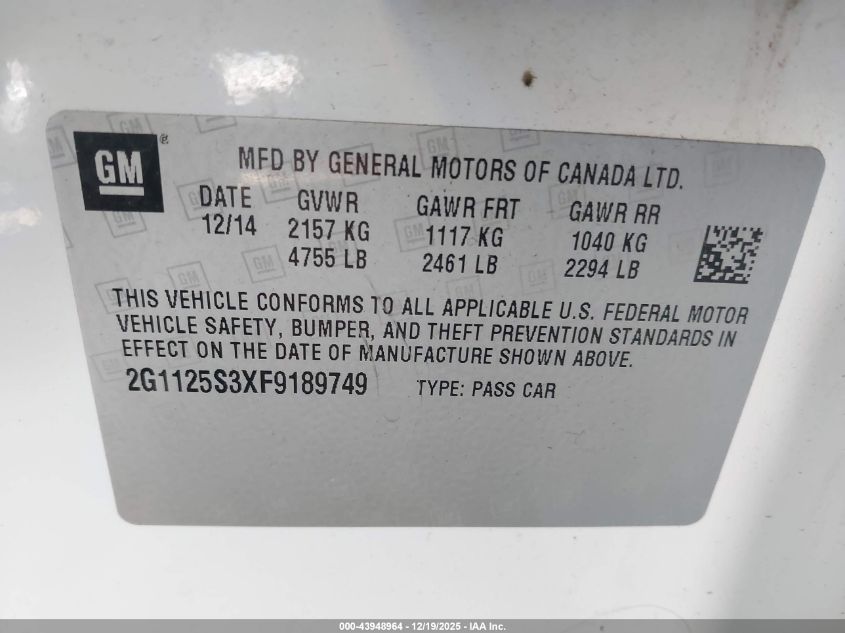 GM ®
MFD BY GENERAL MOTORS OF CANADA LTD.
DATE GVWR GAWR FRT GAWR RR
12/14 2157 KG 1117 KG 1040 KG
4755 LB 2461 LB 2294 LB
THIS VEHICLE CONFORMS TO ALL APPLICABLE U.S. FEDERAL MOTOR
VEHICLE SAFETY, BUMPER, AND THEFT PREVENTION STANDARDS IN
EFFECT ON THE DATE OF MANUFACTURE SHOWN ABOVE.
2G1125S3XF9189749 TYPE: PASS CAR
000-43948964 - 12/19/2025 - IAA Inc.